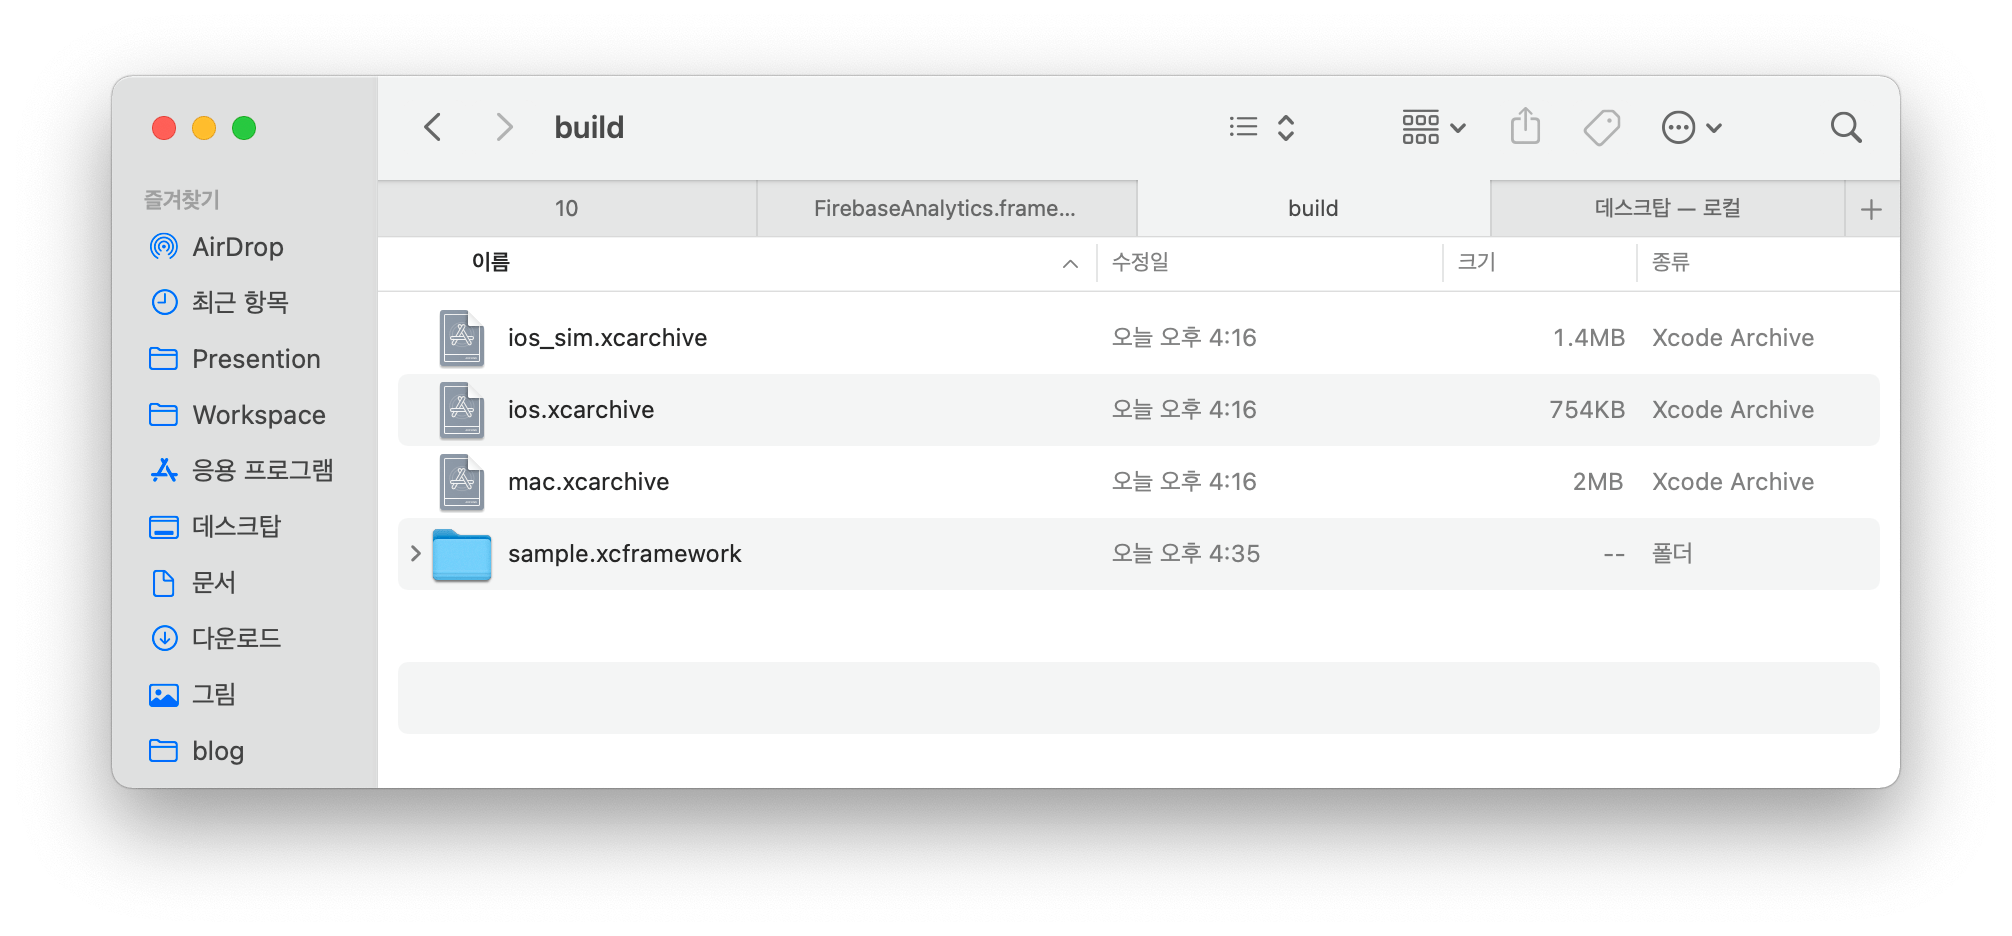 build
10
FirebaseAnalytics.frame...
build
데스크탑 — 로컬
즐겨찾기
AirDrop
최근 항목
Presention
Workspace
응용 프로그램
데스크탑
문서
다운로드
그림
blog
이름 수정일 크기 종류
ios_sim.xcarchive 오늘 오후 4:16 1.4MB Xcode Archive
ios.xcarchive 오늘 오후 4:16 754KB Xcode Archive
mac.xcarchive 오늘 오후 4:16 2MB Xcode Archive
sample.xcframework 오늘 오후 4:35 -- 폴더